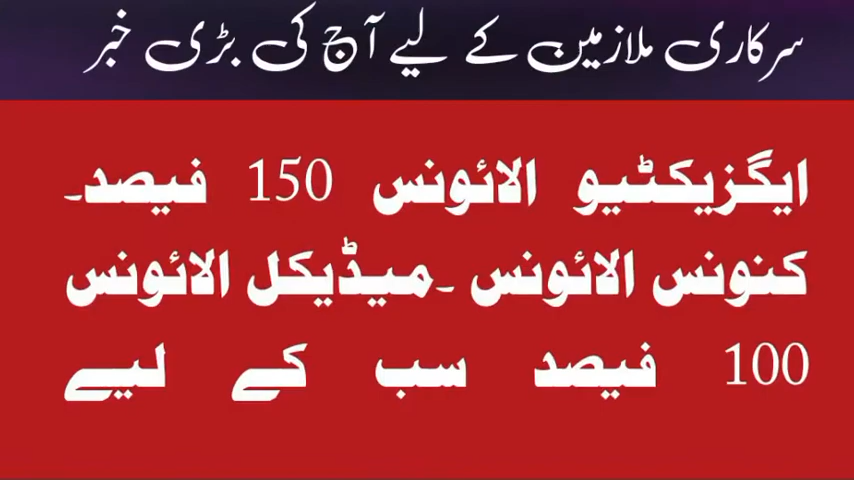 سرکاری ملازمین کے لیے آج کی بڑی خبر
ایگزیکٹیو الائونس 150 فیصد۔
کنونس الائونس ۔میڈیکل الائونس
100 فیصد سب کے لیے